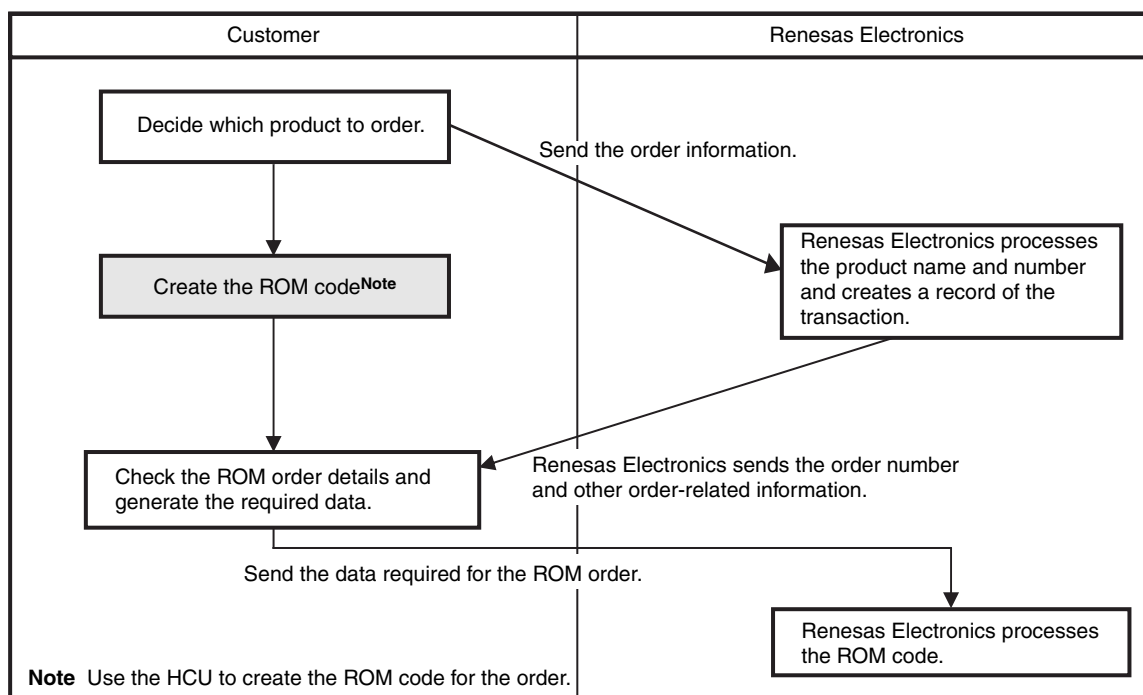 Customer
Renesas Electronics
Decide which product to order.
Send the order information.
Renesas Electronics processes
the product name and number
and creates a record of the
transaction.
Create the ROM codeNote
Check the ROM order details and
generate the required data.
Renesas Electronics sends the order number
and other order-related information.
Send the data required for the ROM order.
Renesas Electronics processes
the ROM code.
Note Use the HCU to create the ROM code for the order.